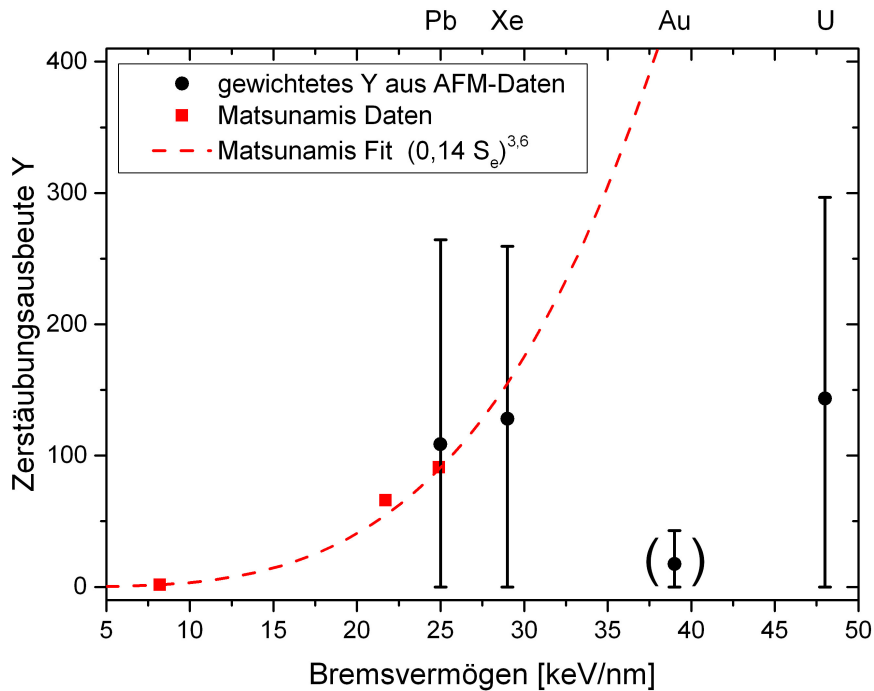 Pb Xe Au U
400
300
200
100
0
Zerstäubungsausbeute Y
gewichtetes Y aus AFM-Daten
Matsunamis Daten
Matsunamis Fit (0,14 Sₑ)³,⁶
( )
5 10 15 20 25 30 35 40 45 50
Bremsvermögen [keV/nm]